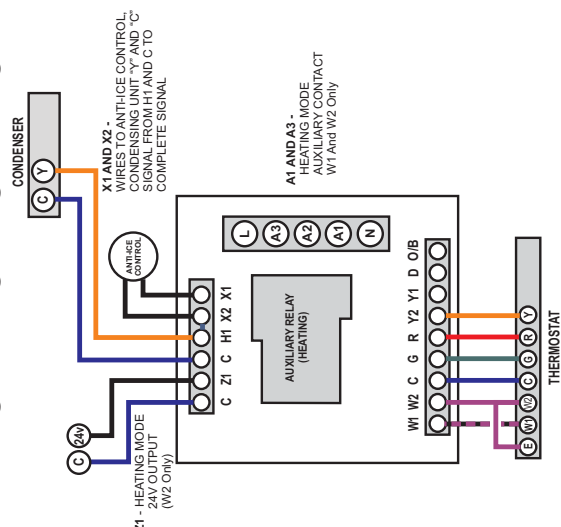 CONDENSER
C Y
X1 AND X2 -
WIRES TO ANTI-ICE CONTROL,
CONDENSING UNIT “Y” AND “C”
SIGNAL FROM H1 AND C TO
COMPLETE SIGNAL
C 24v
Z1 - HEATING MODE
24V OUTPUT
(W2 Only)
ANTI-ICE
CONTROL
C Z1 C H1 X2 X1
AUXILIARY RELAY
(HEATING)
L
A3
A2
A1
N
A1 AND A3 -
HEATING MODE
AUXILIARY CONTACT
W1 And W2 Only
W1 W2 C G R Y2 Y1 D O/B
E W1 W2 C G R Y
THERMOSTAT